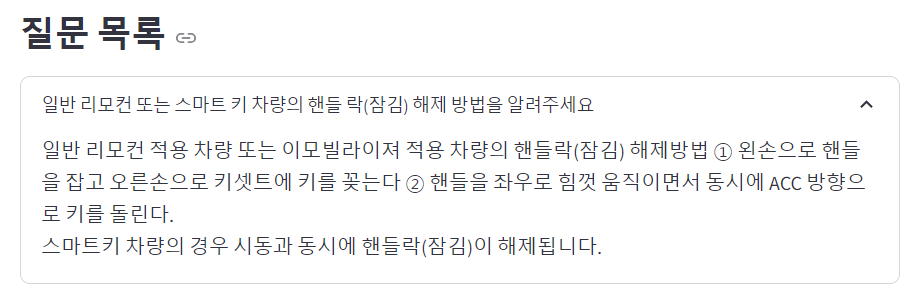 질문 목록
일반 리모컨 또는 스마트 키 차량의 핸들 락(잠김) 해제 방법을 알려주세요
일반 리모컨 적용 차량 또는 이모빌라이져 적용 차량의 핸들락(잠김) 해제방법 ① 왼손으로 핸들
을 잡고 오른손으로 키셋트에 키를 꽂는다 ② 핸들을 좌우로 힘껏 움직이면서 동시에 ACC 방향으
로 키를 돌린다.
스마트키 차량의 경우 시동과 동시에 핸들락(잠김)이 해제됩니다.